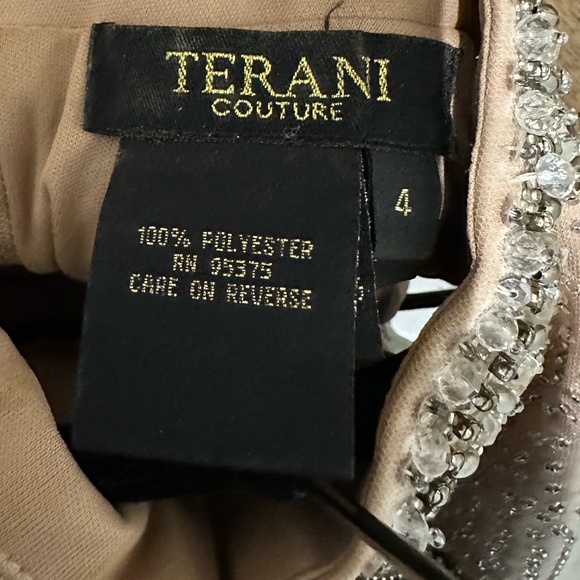 TERANI
COUTURE
4
100% POLYESTER
RN 95375
CARE ON REVERSE